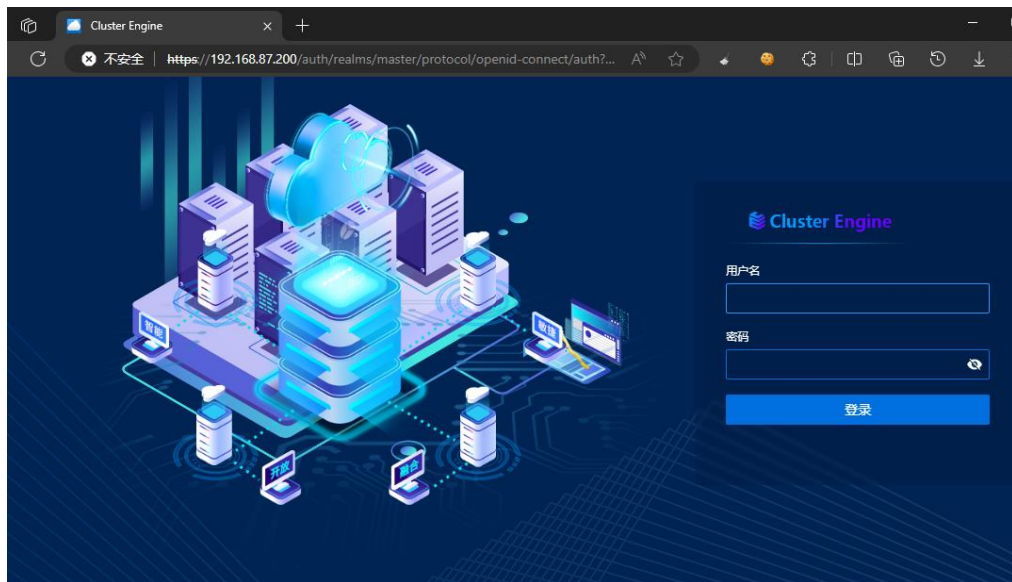 Cluster Engine
不安全 https://192.168.87.200/auth/realms/master/protocol/openid-connect/auth?...
Cluster Engine
用户名
密码
登录
智能
敏捷
开放
融合